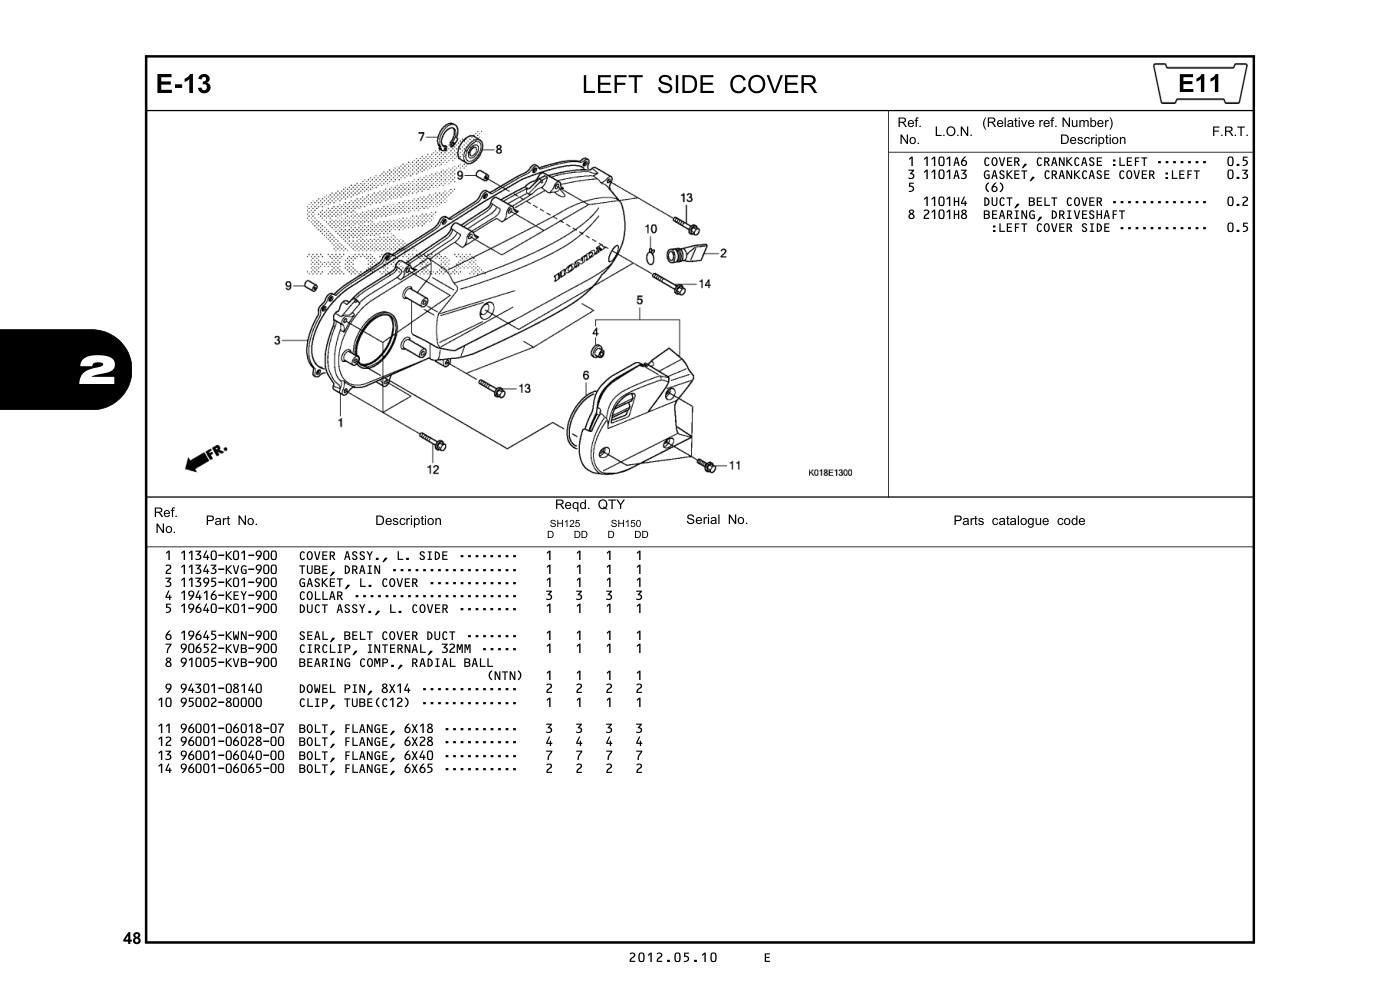 E-13
LEFT SIDE COVER
E11
7
8
9
13
10
2
14
9
5
3
4
6
13
1
12
11
FR.
HONDA
HONDA
K018E1300
Ref. No. L.O.N. (Relative ref. Number) Description F.R.T.
1 1101A6 COVER, CRANKCASE :LEFT ------- 0.5
3 1101A3 GASKET, CRANKCASE COVER :LEFT 0.3
5 (6)
1101H4 DUCT, BELT COVER ------------- 0.2
8 2101H8 BEARING, DRIVESHAFT
:LEFT COVER SIDE ------------ 0.5
2
Ref. No. Part No. Description Reqd. QTY Serial No. Parts catalogue code
SH125 SH150
D DD D DD
1 11340-K01-900 COVER ASSY., L. SIDE -------- 1 1 1 1
2 11343-KVG-900 TUBE, DRAIN ----------------- 1 1 1 1
3 11395-K01-900 GASKET, L. COVER ------------ 1 1 1 1
4 19416-KEY-900 COLLAR ---------------------- 3 3 3 3
5 19640-K01-900 DUCT ASSY., L. COVER -------- 1 1 1 1
6 19645-KWN-900 SEAL, BELT COVER DUCT ------- 1 1 1 1
7 90652-KVB-900 CIRCLIP, INTERNAL, 32MM ----- 1 1 1 1
8 91005-KVB-900 BEARING COMP., RADIAL BALL
(NTN) 1 1 1 1
9 94301-08140 DOWEL PIN, 8X14 ------------- 2 2 2 2
10 95002-80000 CLIP, TUBE(C12) ------------- 1 1 1 1
11 96001-06018-07 BOLT, FLANGE, 6X18 ---------- 3 3 3 3
12 96001-06028-00 BOLT, FLANGE, 6X28 ---------- 4 4 4 4
13 96001-06040-00 BOLT, FLANGE, 6X40 ---------- 7 7 7 7
14 96001-06065-00 BOLT, FLANGE, 6X65 ---------- 2 2 2 2
48
2012.05.10 E